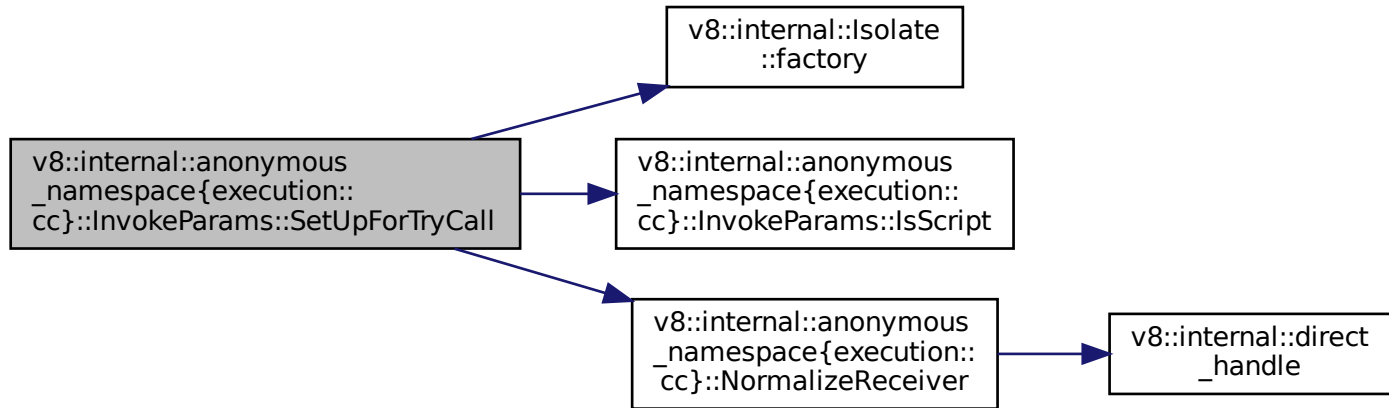 v8::internal::Isolate
::factory
v8::internal::anonymous
_namespace{execution::
cc}::InvokeParams::SetUpForTryCall
v8::internal::anonymous
_namespace{execution::
cc}::InvokeParams::IsScript
v8::internal::anonymous
_namespace{execution::
cc}::NormalizeReceiver
v8::internal::direct
_handle